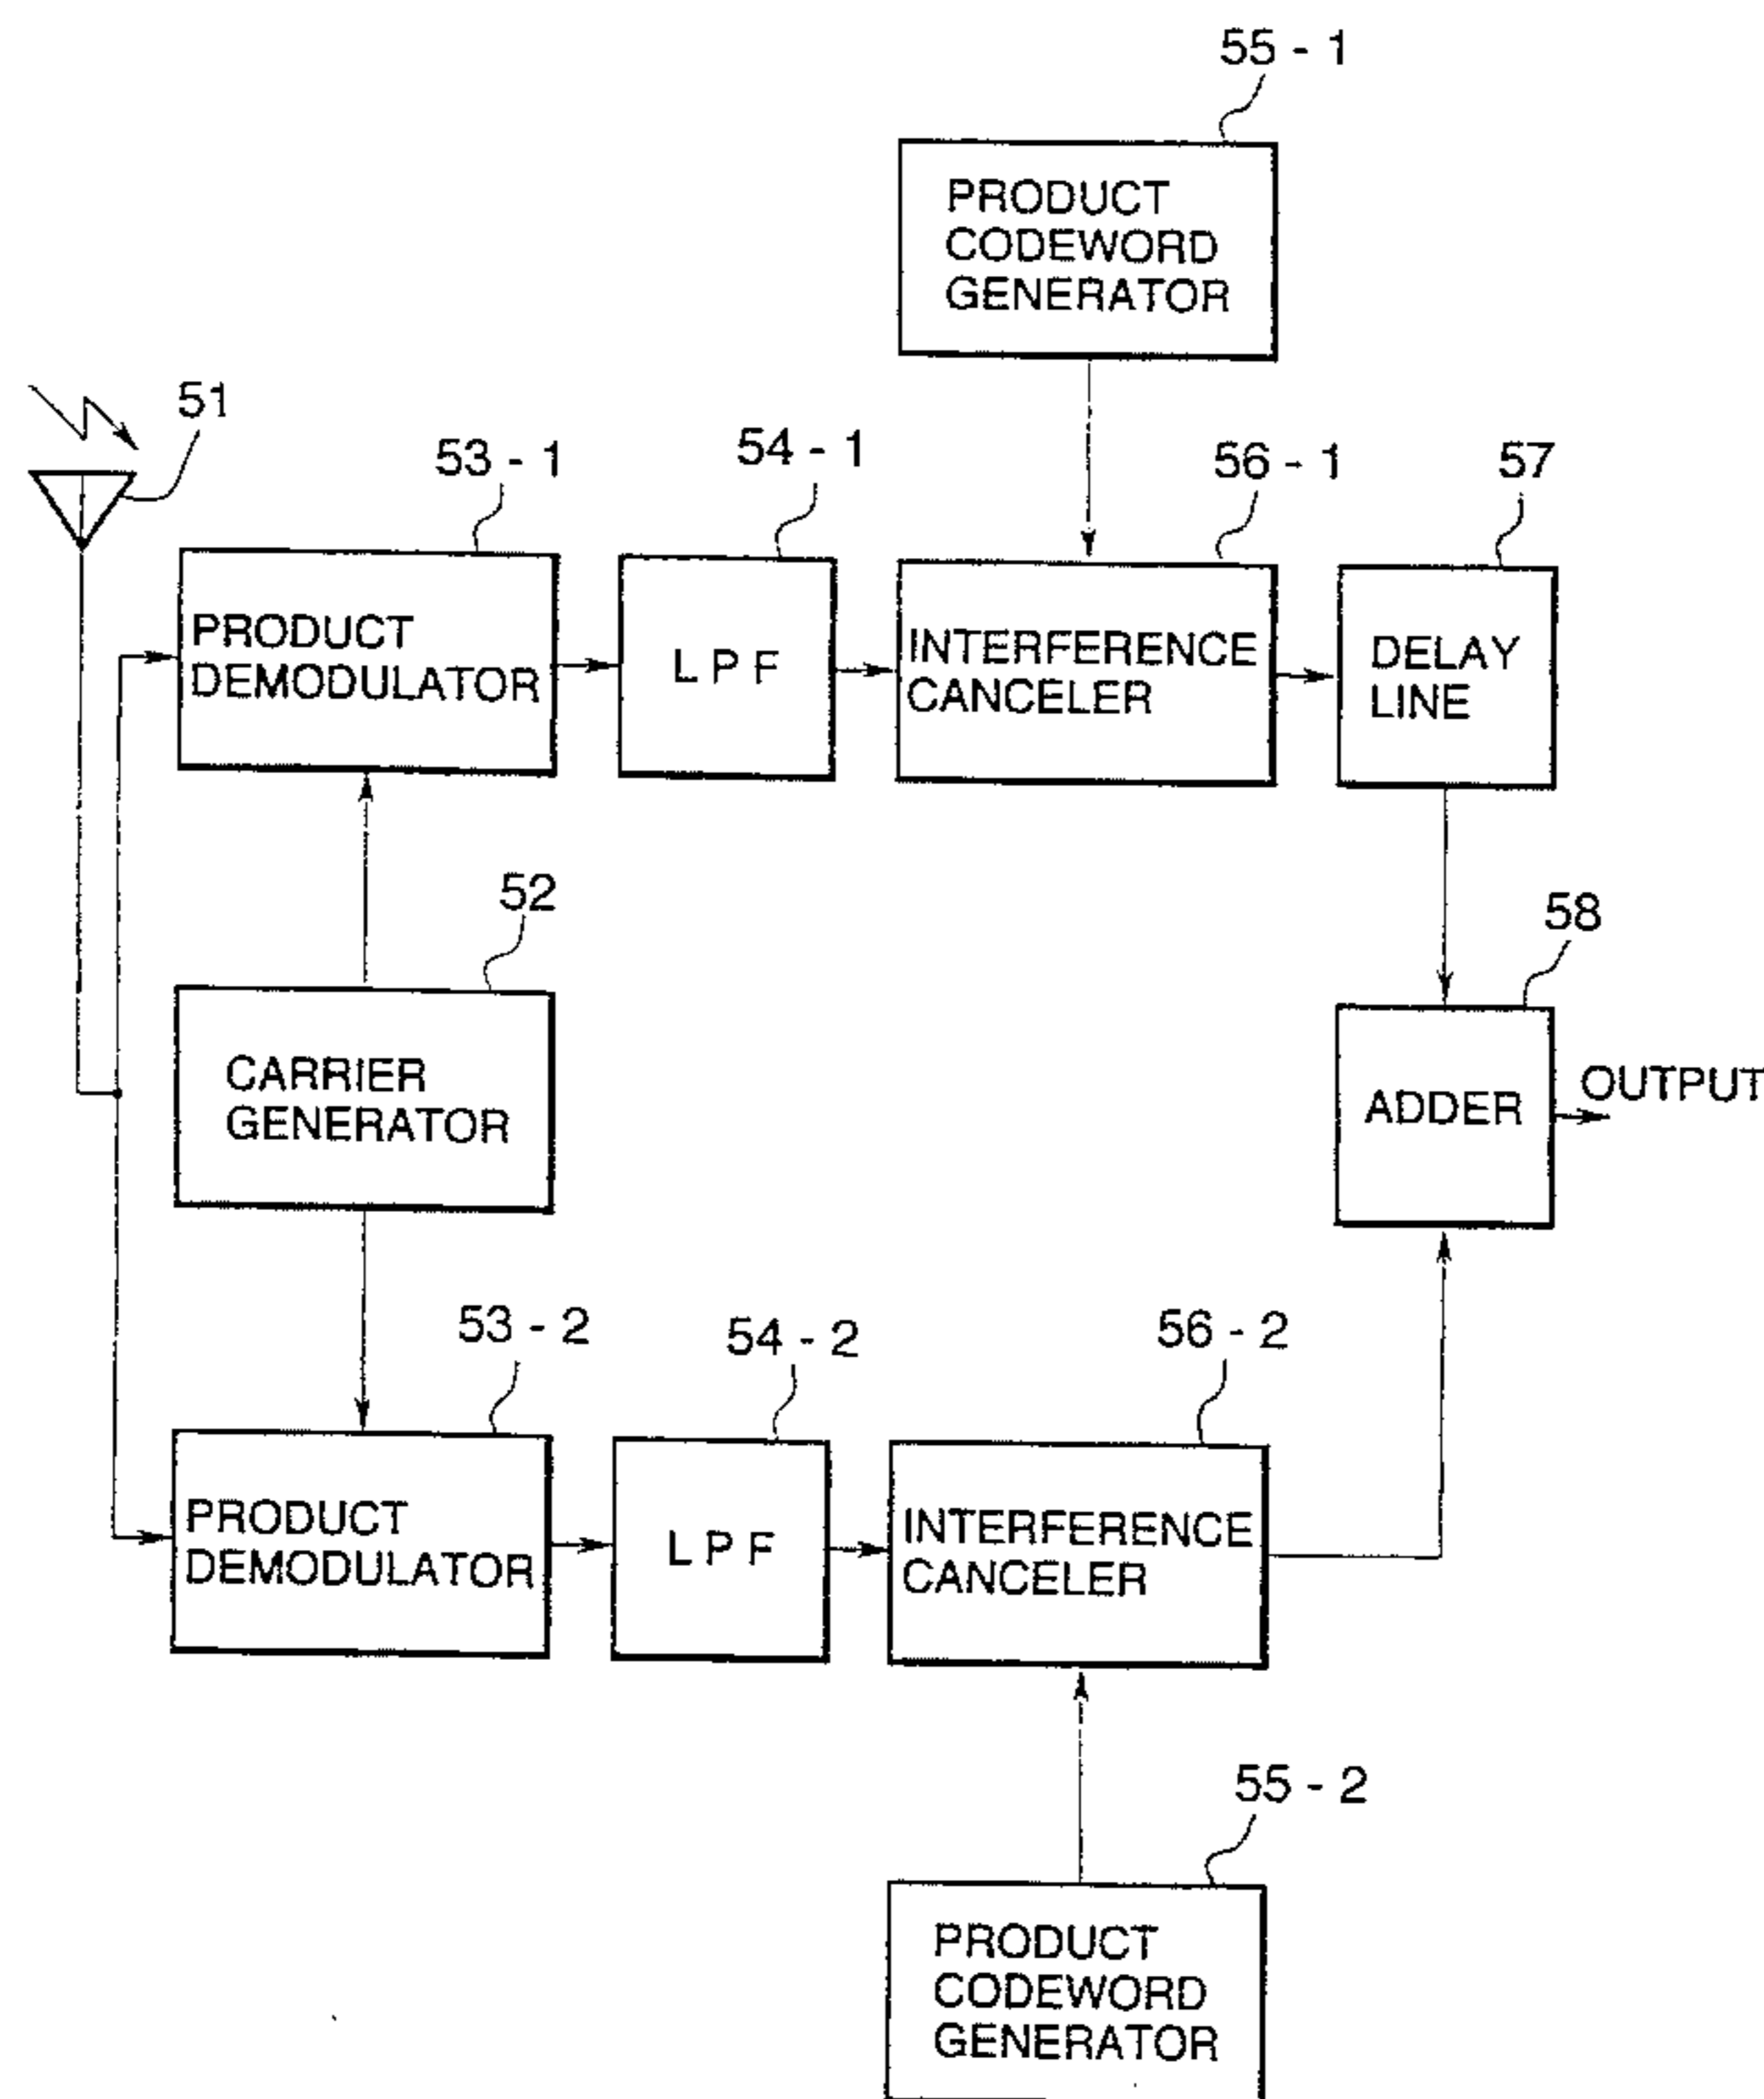 55 - 1
PRODUCT
CODEWORD
GENERATOR
51
53 - 1
54 - 1
56 - 1
57
PRODUCT
DEMODULATOR
LPF
INTERFERENCE
CANCELER
DELAY
LINE
52
58
CARRIER
GENERATOR
ADDER
OUTPUT
53 - 2
54 - 2
56 - 2
PRODUCT
DEMODULATOR
LPF
INTERFERENCE
CANCELER
55 - 2
PRODUCT
CODEWORD
GENERATOR